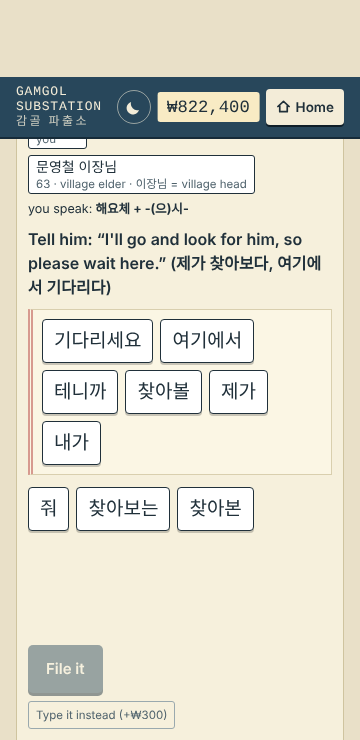 GAMGOL
SUBSTATION
감골 파출소
₩822,400
Home
you
문영철 이장님
63 · village elder · 이장님 = village head
you speak: 해요체 + -(으)시-
Tell him: “I'll go and look for him, so
please wait here.” (제가 찾아보다, 여기에
서 기다리다)
기다리세요 여기에서
테니까 찾아볼 제가
내가
줘 찾아보는 찾아본
File it
Type it instead (+₩300)